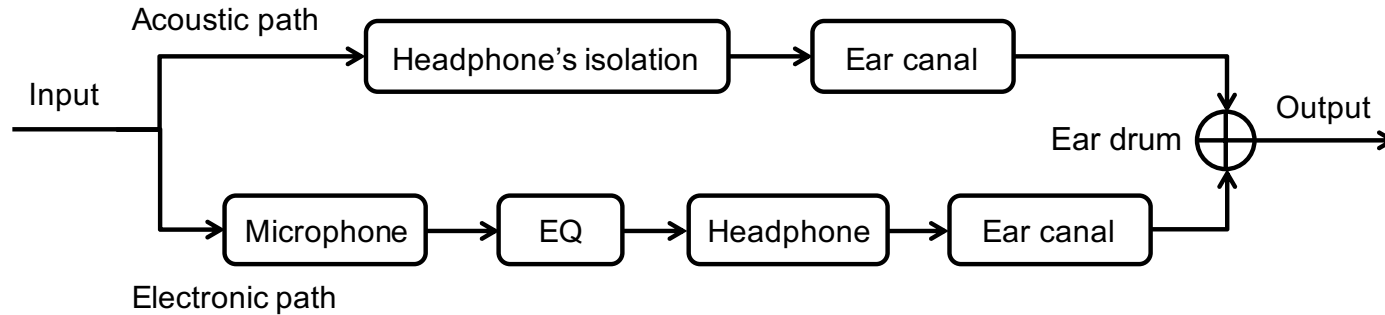 Acoustic path
Headphone’s isolation
Ear canal
Input
Ear drum
Output
Microphone
EQ
Headphone
Ear canal
Electronic path